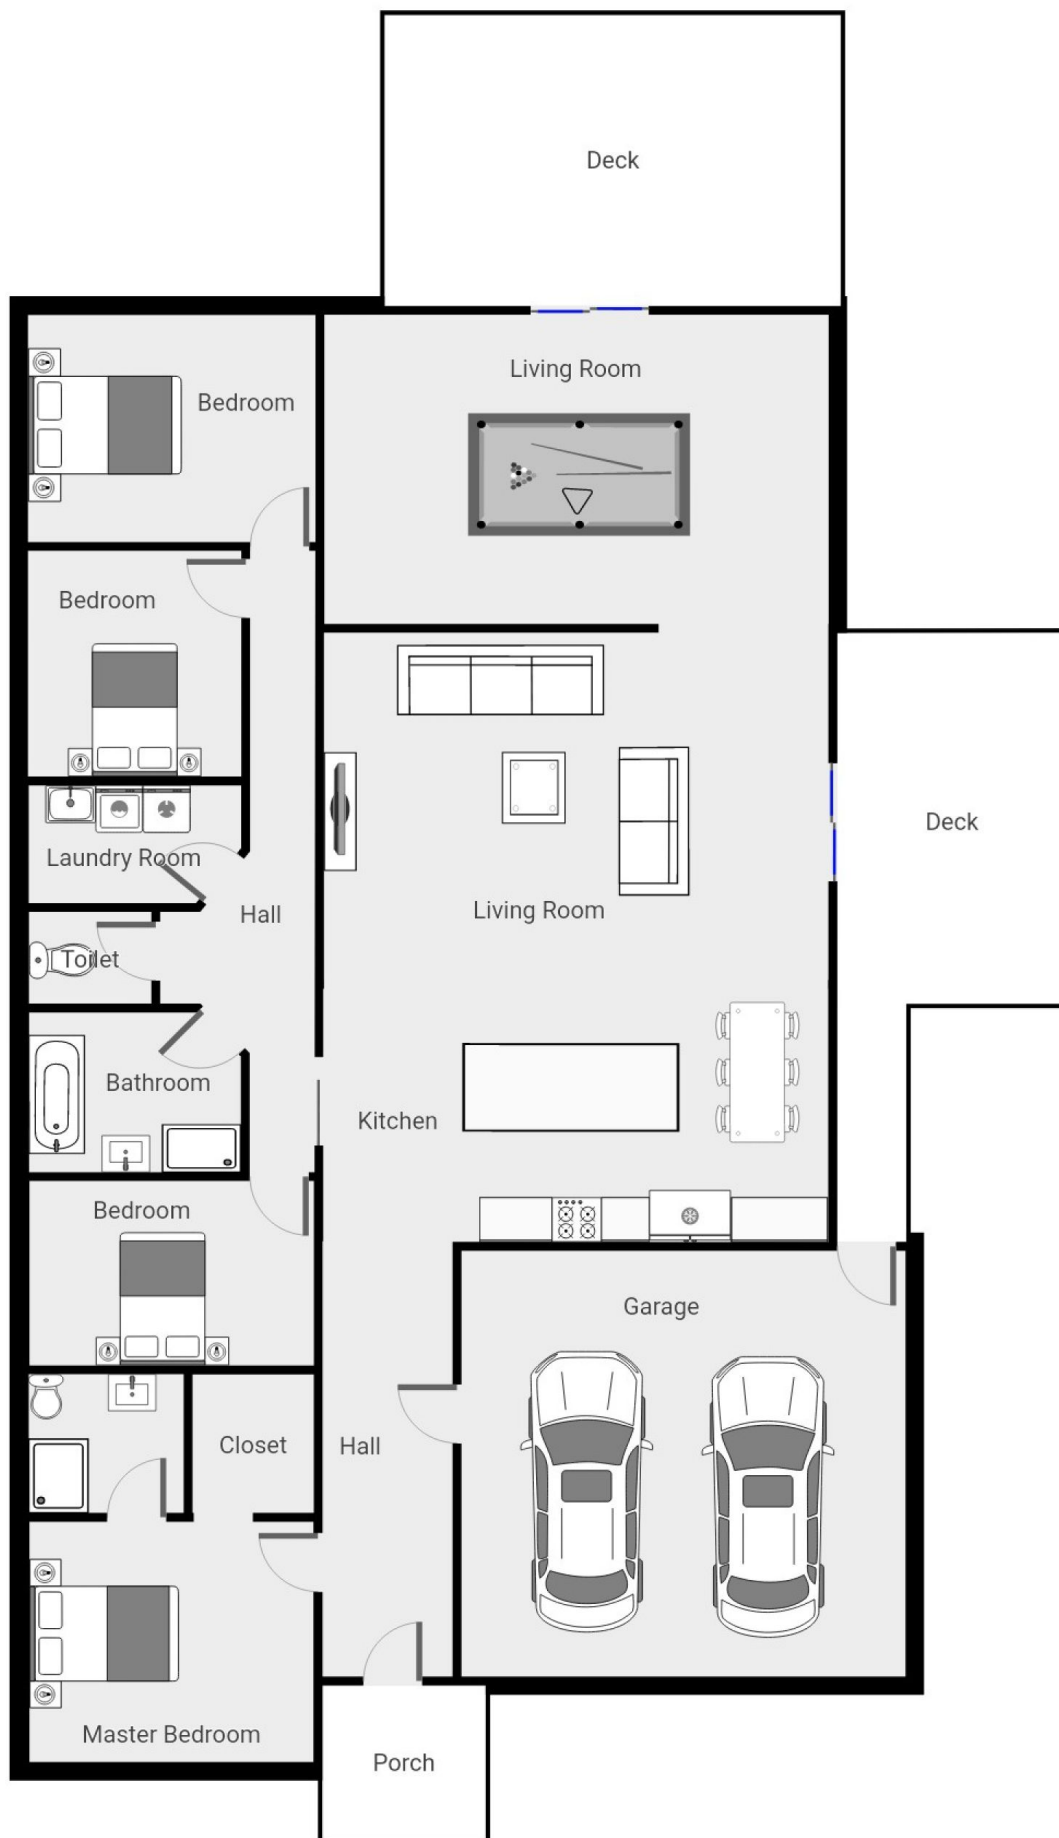 Deck
Living Room
Bedroom
Bedroom
Deck
Laundry Room
Living Room
Hall
Toilet
Bathroom
Kitchen
Bedroom
Garage
Closet
Hall
Master Bedroom
Porch